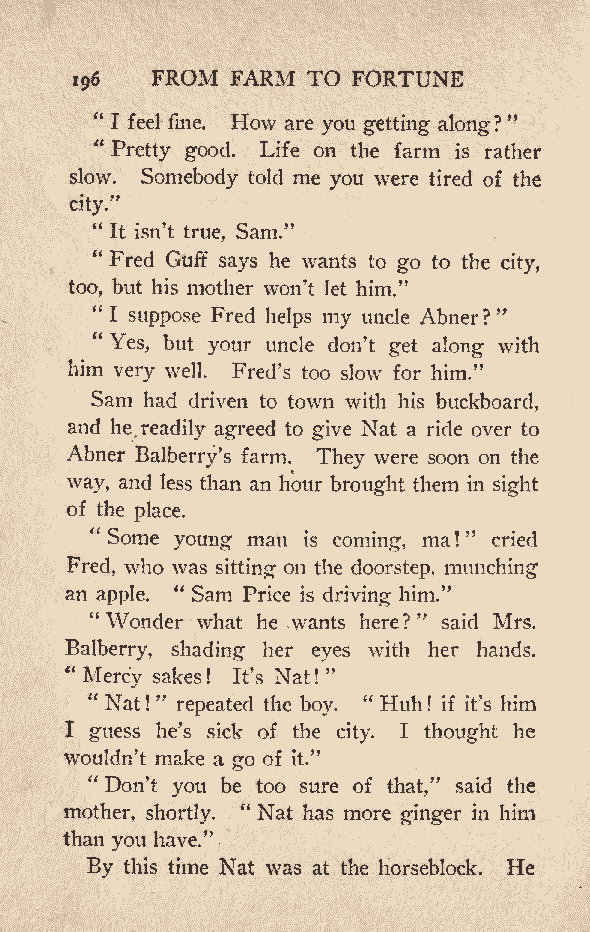 196 FROM FARM TO FORTUNE
“ I feel fine. How are you getting along? ”
“ Pretty good. Life on the farm is rather
slow. Somebody told me you were tired of the
city.”
“ It isn’t true, Sam.”
“ Fred Guff says he wants to go to the city,
too, but his mother won’t let him.”
“ I suppose Fred helps my uncle Abner? ”
“ Yes, but your uncle don’t get along with
him very well. Fred’s too slow for him.”
Sam had driven to town with his buckboard,
and he readily agreed to give Nat a ride over to
Abner Balberry’s farm. They were soon on the
way, and less than an hour brought them in sight
of the place.
“ Some young man is coming, ma! ” cried
Fred, who was sitting on the doorstep, munching
an apple. “ Sam Price is driving him.”
“ Wonder what he wants here? ” said Mrs.
Balberry, shading her eyes with her hands.
“ Mercy sakes! It’s Nat! ”
“ Nat! ” repeated the boy. “ Huh! if it’s him
I guess he’s sick of the city. I thought he
wouldn’t make a go of it.”
“ Don’t you be too sure of that,” said the
mother, shortly. “ Nat has more ginger in him
than you have.”
By this time Nat was at the horseblock. He